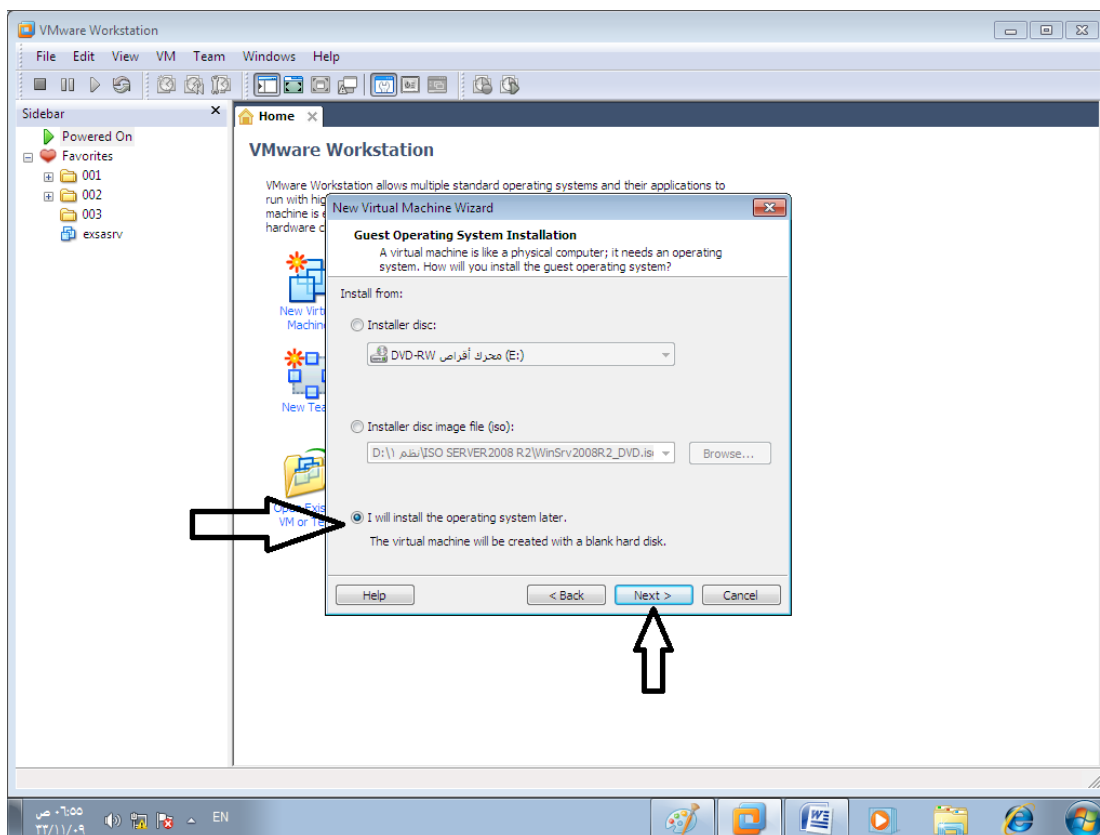 VMware Workstation
File Edit View VM Team Windows Help
Sidebar
Powered On
Favorites
001
002
003
exsasrv
Home
VMware Workstation
VMware Workstation allows multiple standard operating systems and their applications to
run with hig
machine is e
hardware c
New Virt
Machin
New Tea
Open Exis
VM or Te
New Virtual Machine Wizard
Guest Operating System Installation
A virtual machine is like a physical computer; it needs an operating
system. How will you install the guest operating system?
Install from:
Installer disc:
DVD-RW محرك أقراص (E:)
Installer disc image file (iso):
D:\نظم ١\ISO SERVER2008 R2\WinSrv2008R2_DVD.is
Browse...
I will install the operating system later.
The virtual machine will be created with a blank hard disk.
Help < Back Next > Cancel
٠٦:٥٥ ص
EN
٣٣/١١/٠٩